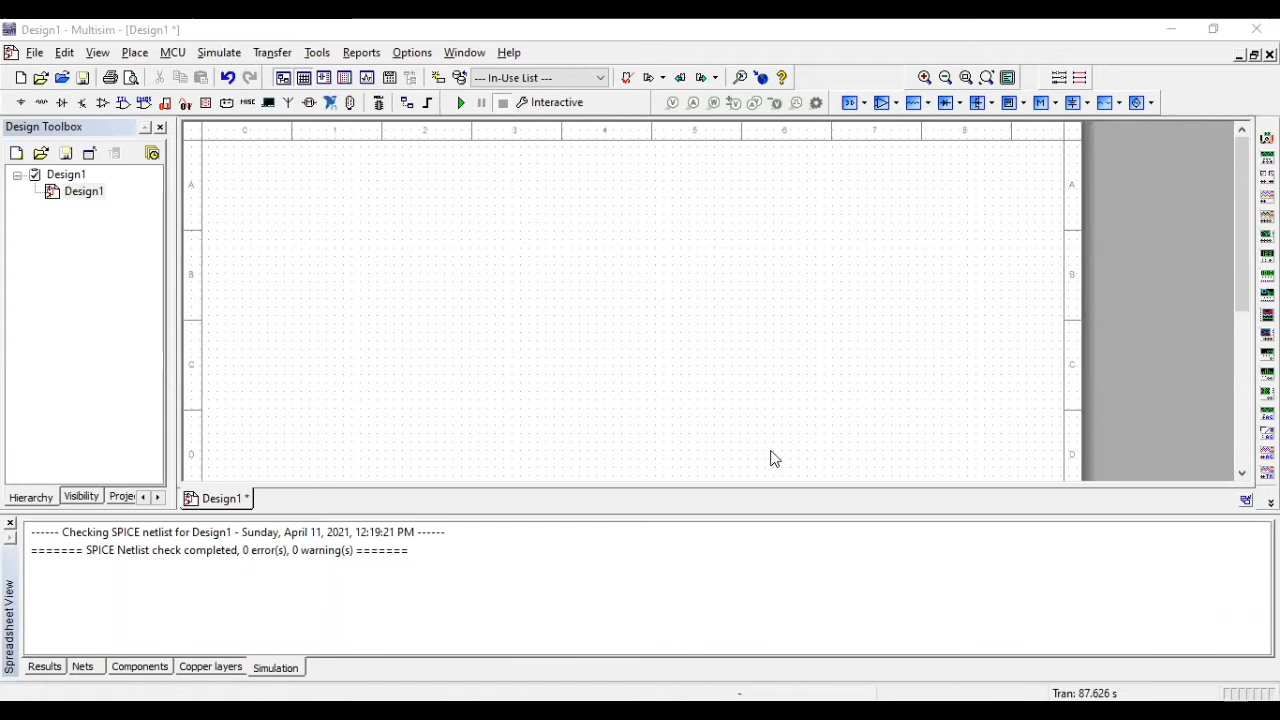 Design1 - Multisim - [Design1 *]
File Edit View Place MCU Simulate Transfer Tools Reports Options Window Help
--- In-Use List ---
Interactive
Design Toolbox
0 1 2 3 4 5 6 7 8
A A
B B
C C
D D
Design1
Design1
Hierarchy Visibility Proje
Design1 *
------ Checking SPICE netlist for Design1 - Sunday, April 11, 2021, 12:19:21 PM ------
======= SPICE Netlist check completed, 0 error(s), 0 warning(s) =======
Spreadsheet View
Results Nets Components Copper layers Simulation
- Tran: 87.626 s